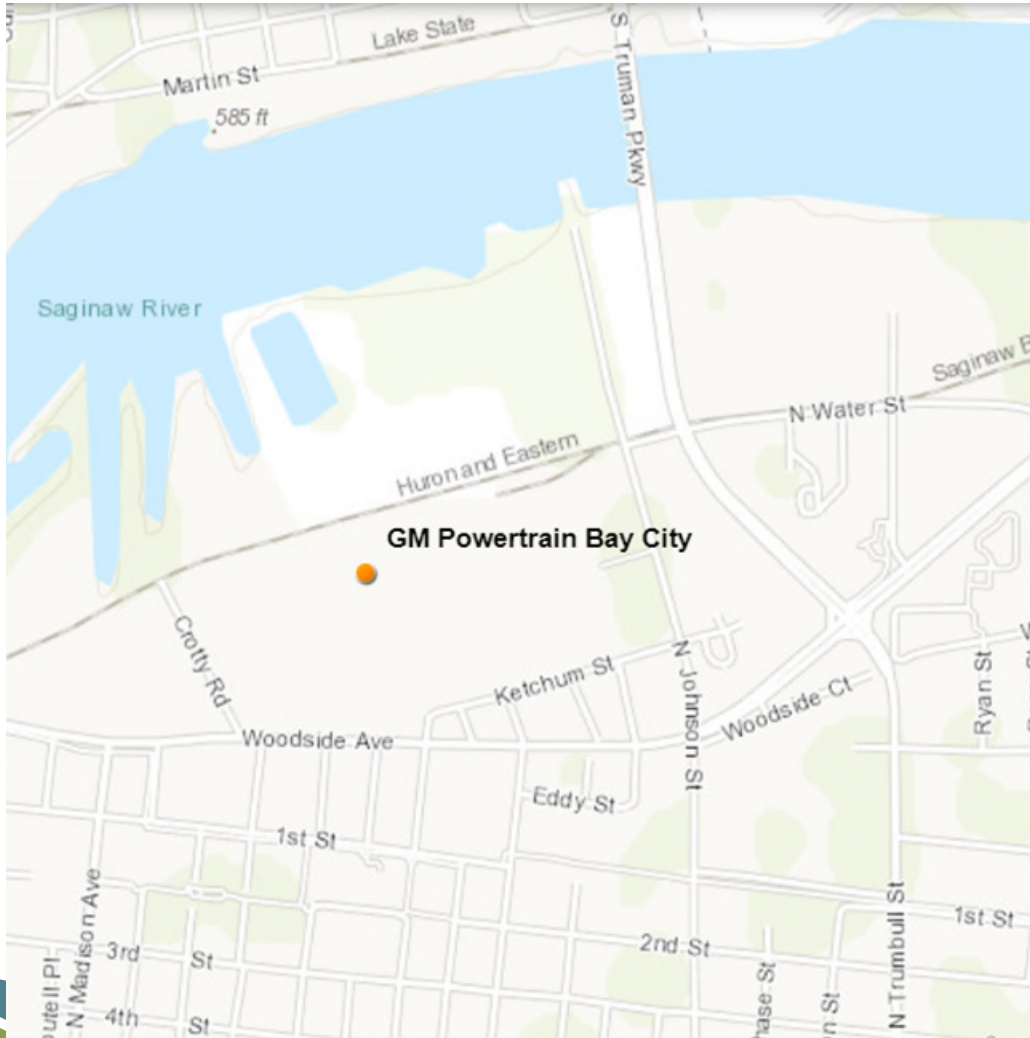 Lake State
S Truman Pkwy
Martin St
585 ft
Saginaw River
Saginaw
N Water St
Huron and Eastern
GM Powertrain Bay City
Crotty Rd
Ketchum St
N Johnson St
Woodside Ct
Ryan St
Woodside Ave
Eddy St
1st St
N Madison Ave
1st St
N Trumbull St
2nd St
3rd St
4th St